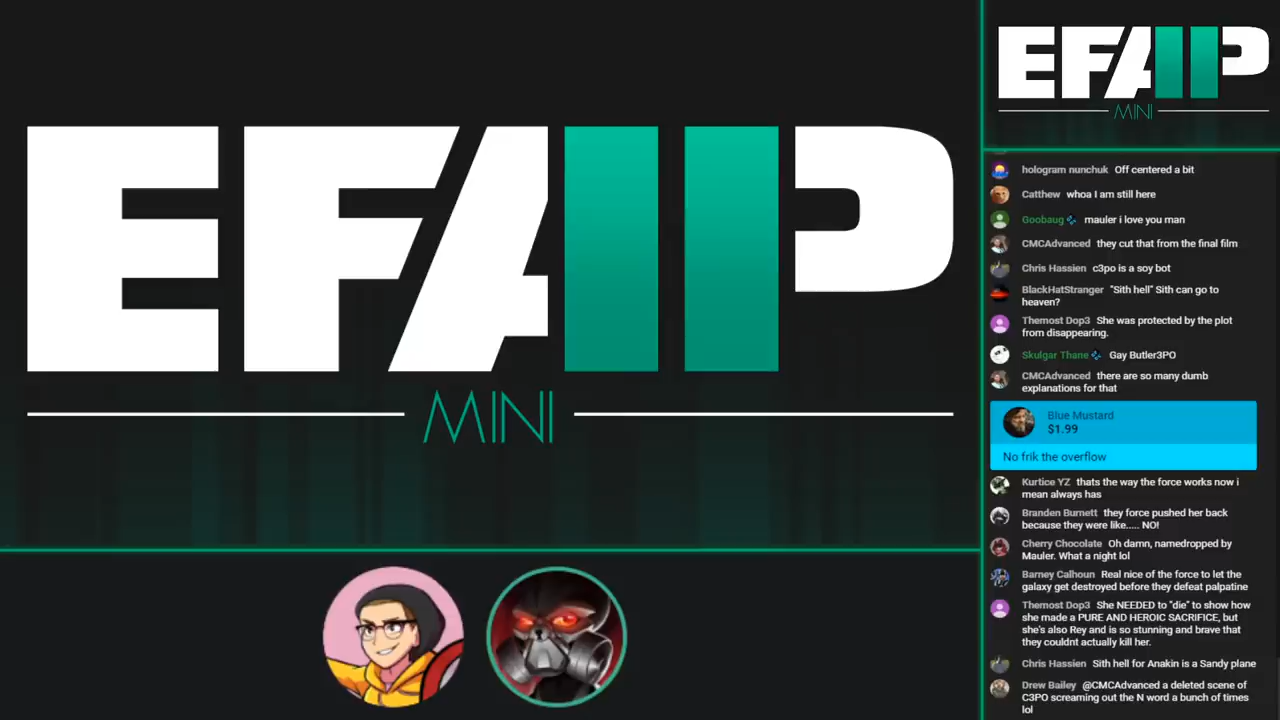 EFAP
MINI
EFAP
MINI
hologram nunchuk Off centered a bit
Catthew whoa I am still here
Goobaug mauler i love you man
CMCAdvanced they cut that from the final film
Chris Hassien c3po is a soy bot
BlackHatStranger "Sith hell" Sith can go to
heaven?
Themost Dop3 She was protected by the plot
from disappearing.
Skulgar Thane Gay Butler3PO
CMCAdvanced there are so many dumb
explanations for that
Blue Mustard
$1.99
No frik the overflow
Kurtice YZ thats the way the force works now i
mean always has
Branden Burnett they force pushed her back
because they were like..... NO!
Cherry Chocolate Oh damn, namedropped by
Mauler. What a night lol
Barney Calhoun Real nice of the force to let the
galaxy get destroyed before they defeat palpatine
Themost Dop3 She NEEDED to "die" to show how
she made a PURE AND HEROIC SACRIFICE, but
she's also Rey and is so stunning and brave that
they couldnt actually kill her.
Chris Hassien Sith hell for Anakin is a Sandy plane
Drew Bailey @CMCAdvanced a deleted scene of
C3PO screaming out the N word a bunch of times
lol